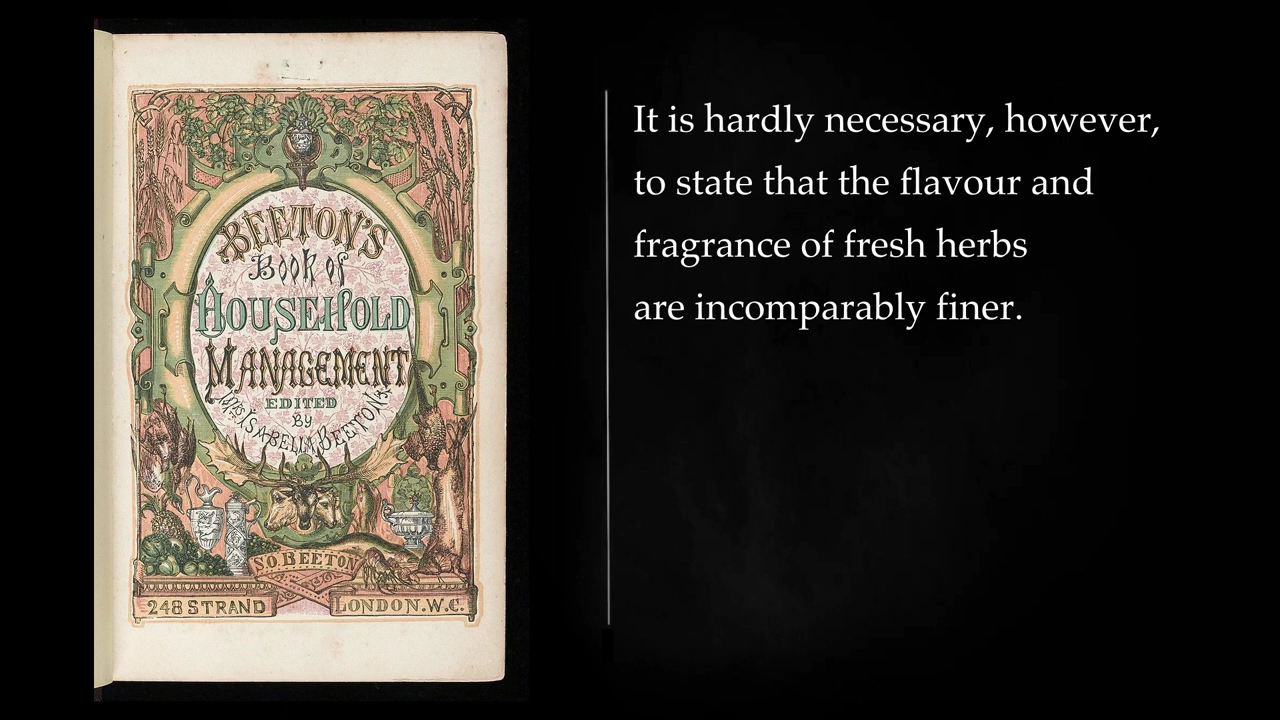 BEETON'S
Book of
HOUSEHOLD
MANAGEMENT
EDITED
BY
MRS ISABELLA BEETON
S.O. BEETON
248 STRAND
LONDON.W.C.
It is hardly necessary, however,
to state that the flavour and
fragrance of fresh herbs
are incomparably finer.